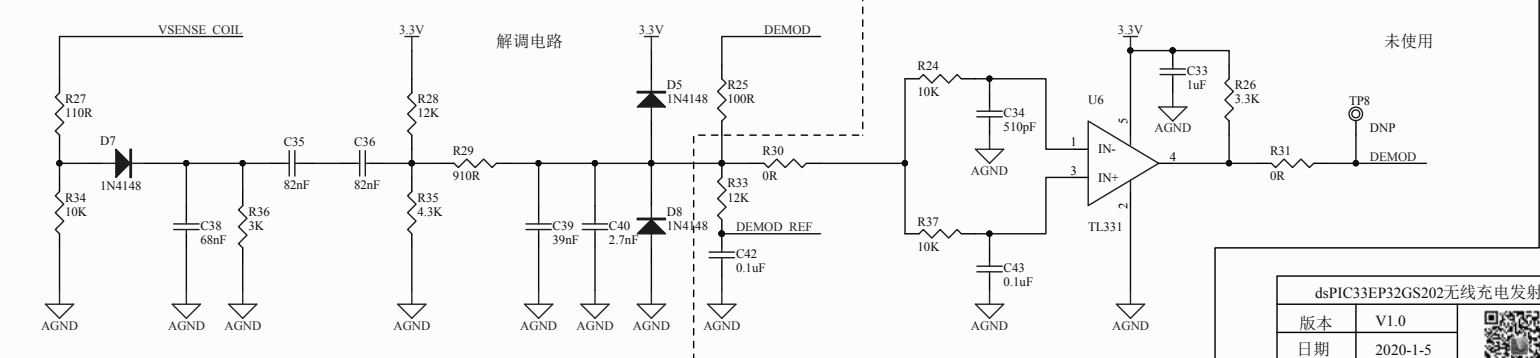 VSENSE_COIL
3.3V
解调电路
3.3V
DEMOD
3.3V
未使用
R27
110R
R28
12K
D5
1N4148
R25
100R
R24
10K
C34
510pF
AGND
U6
C33
1uF
AGND
R26
3.3K
TP8
DNP
D7
1N4148
C35
82nF
C36
82nF
R29
910R
R30
0R
1
IN-
3
IN+
5
2
4
TL331
R31
0R
DEMOD
R34
10K
C38
68nF
R36
3K
R35
4.3K
C39
39nF
C40
2.7nF
D8
1N4148
R33
12K
DEMOD_REF
C42
0.1uF
R37
10K
C43
0.1uF
AGND
AGND
AGND
AGND
AGND
AGND
AGND
AGND
AGND
AGND
dsPIC33EP32GS202无线充电发射
版本
V1.0
日期
2020-1-5